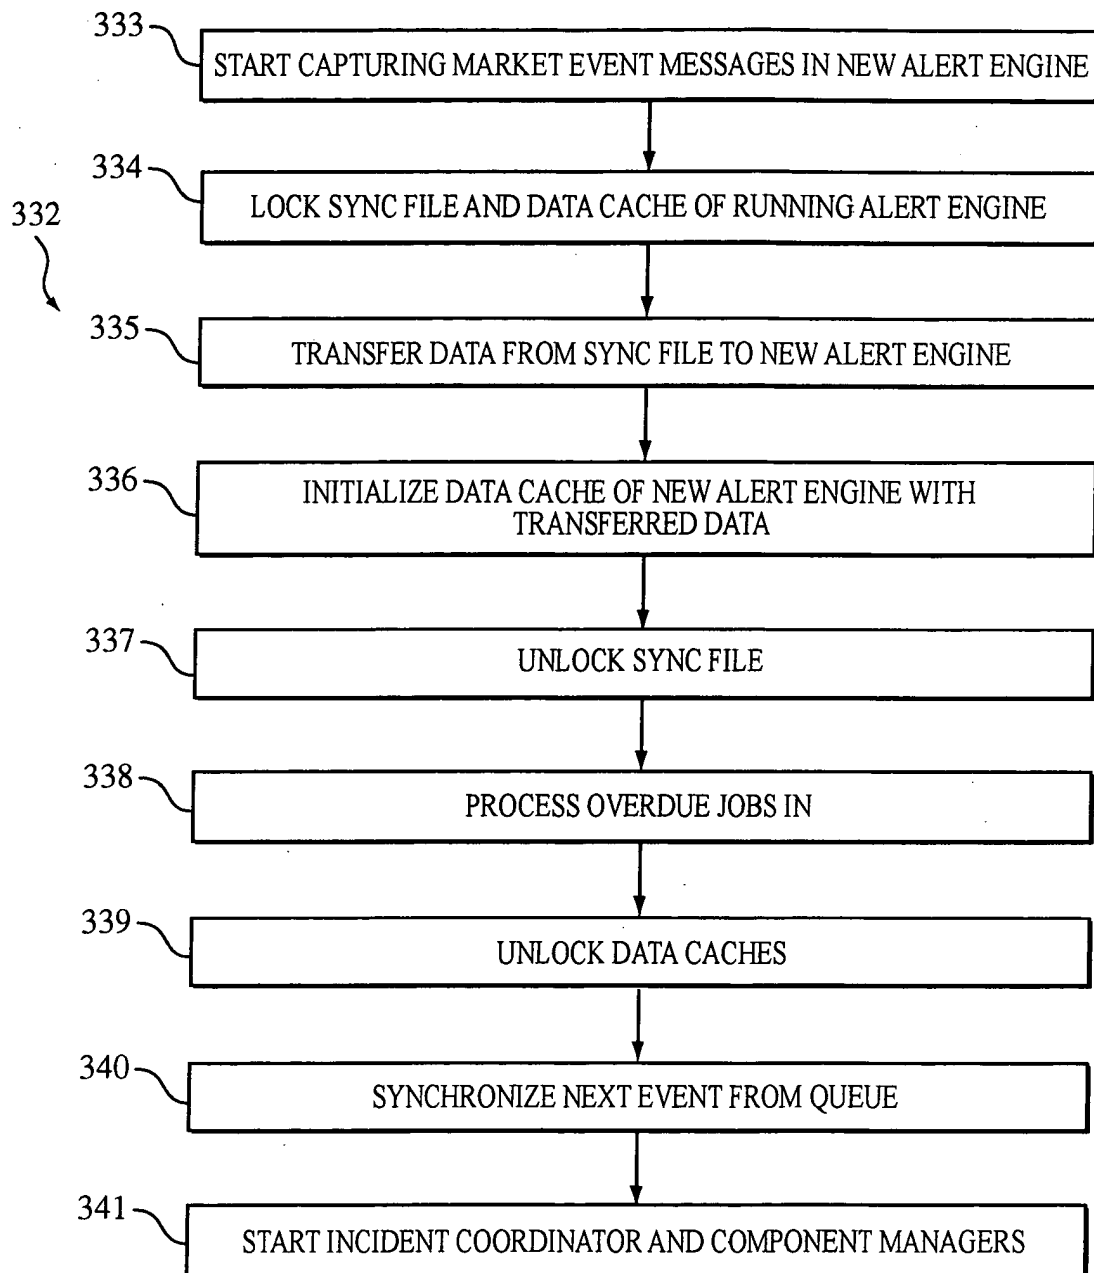 333
START CAPTURING MARKET EVENT MESSAGES IN NEW ALERT ENGINE
334
LOCK SYNC FILE AND DATA CACHE OF RUNNING ALERT ENGINE
332
335
TRANSFER DATA FROM SYNC FILE TO NEW ALERT ENGINE
336
INITIALIZE DATA CACHE OF NEW ALERT ENGINE WITH
TRANSFERRED DATA
337
UNLOCK SYNC FILE
338
PROCESS OVERDUE JOBS IN
339
UNLOCK DATA CACHES
340
SYNCHRONIZE NEXT EVENT FROM QUEUE
341
START INCIDENT COORDINATOR AND COMPONENT MANAGERS